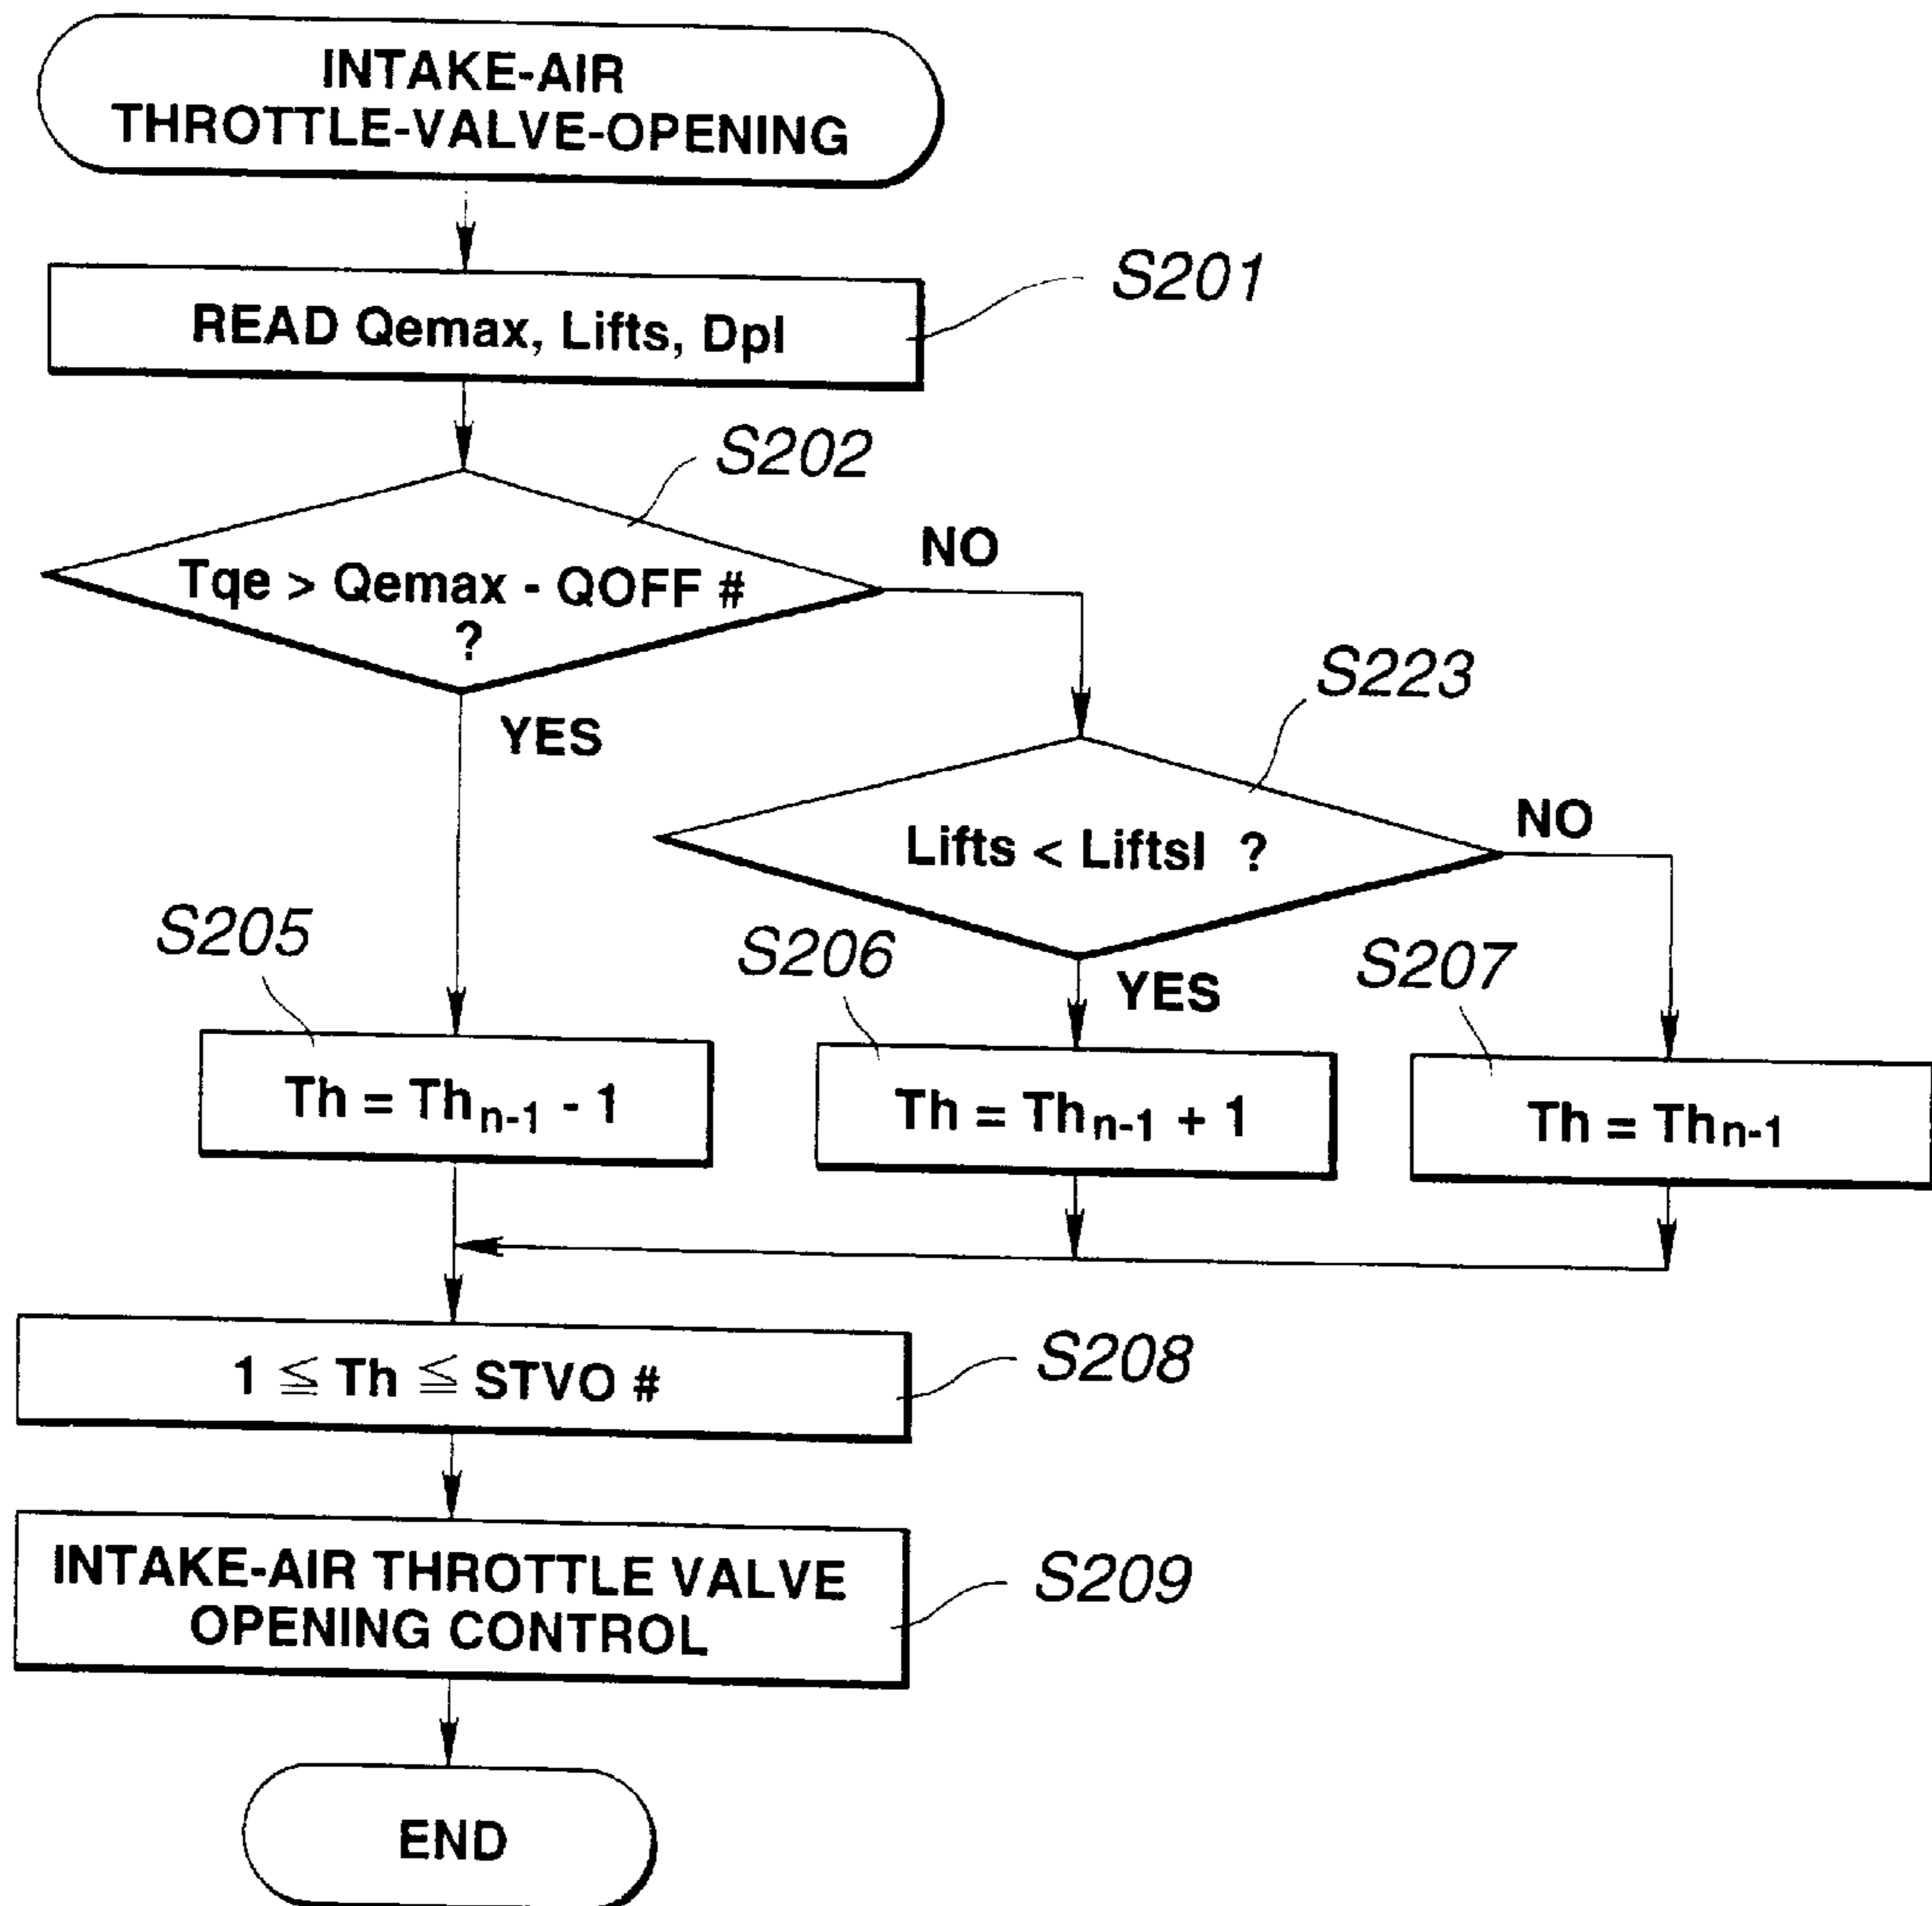 INTAKE-AIR
THROTTLE-VALVE-OPENING
S201
READ Qemax, Lifts, Dpl
S202
NO
Tqe > Qemax - QOFF #
?
YES
S223
NO
Lifts < Liftsl ?
YES
S205
S206
S207
Th = Thn-1 - 1
Th = Thn-1 + 1
Th = Thn-1
1 ≦ Th ≦ STVO #
S208
INTAKE-AIR THROTTLE VALVE
OPENING CONTROL
S209
END